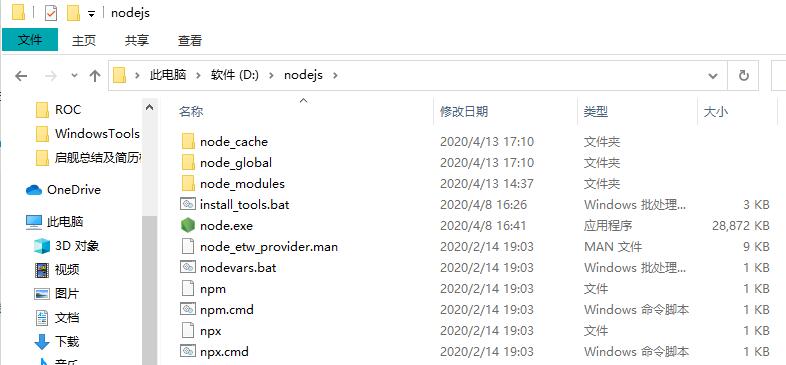 nodejs
文件 主页 共享 查看
此电脑 软件 (D:) nodejs
名称 修改日期 类型 大小
ROC
WindowsTools
启舰总结及简历
OneDrive
此电脑
3D 对象
视频
图片
文档
下载
音乐
node_cache 2020/4/13 17:10 文件夹
node_global 2020/4/13 17:10 文件夹
node_modules 2020/4/13 14:37 文件夹
install_tools.bat 2020/4/8 16:26 Windows 批处理... 3 KB
node.exe 2020/4/8 16:41 应用程序 28,872 KB
node_etw_provider.man 2020/2/14 19:03 MAN 文件 9 KB
nodevars.bat 2020/2/14 19:03 Windows 批处理... 1 KB
npm 2020/2/14 19:03 文件 1 KB
npm.cmd 2020/2/14 19:03 Windows 命令脚本 1 KB
npx 2020/2/14 19:03 文件 1 KB
npx.cmd 2020/2/14 19:03 Windows 命令脚本 1 KB